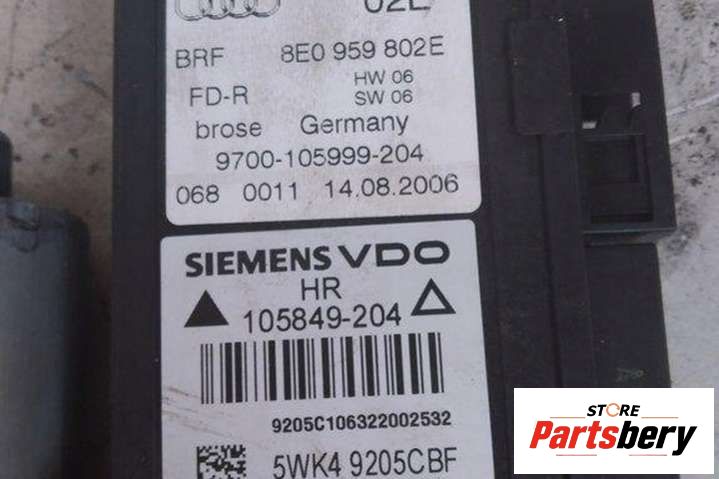 02E
BRF 8E0 959 802E
FD-R HW 06
SW 06
brose Germany
9700-105999-204
068 0011 14.08.2006
SIEMENS VDO
HR
105849-204
9205C106322002532
5WK4 9205CBF
STORE
Partsbery